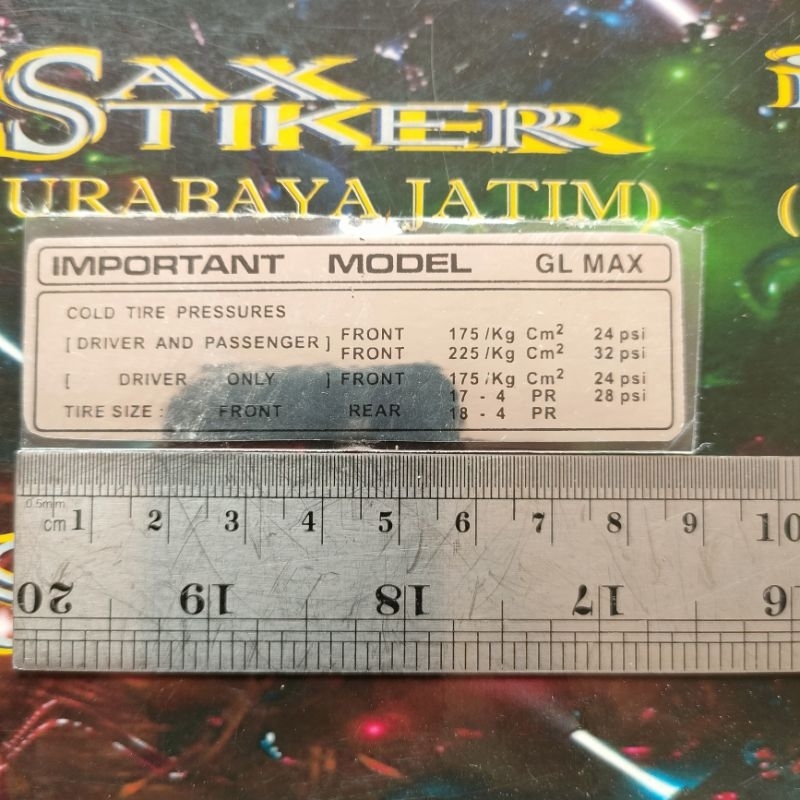 SAX
STIKER
URABAYA JATIM)
(
IMPORTANT MODEL GL MAX
COLD TIRE PRESSURES
[ DRIVER AND PASSENGER ] FRONT 175 /Kg Cm² 24 psi
FRONT 225 /Kg Cm² 32 psi
[ DRIVER ONLY ] FRONT 175 /Kg Cm² 24 psi
17 - 4 PR 28 psi
TIRE SIZE : FRONT REAR 18 - 4 PR
0.5mm
cm 1 2 3 4 5 6 7 8 9 10
20 19 18 17 16